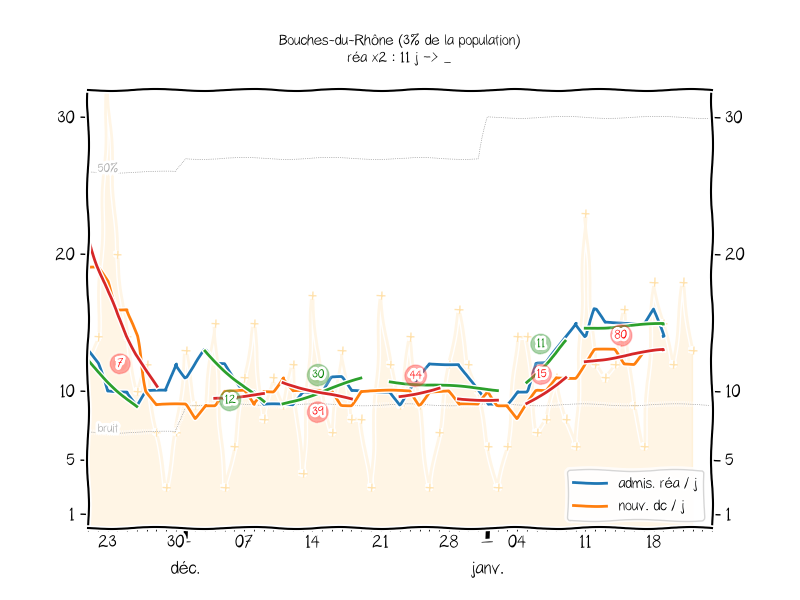 Bouches-du-Rhône (3% de la population)
réa x2 : 11 j -> _
30
30
50%
20
20
11
80
7
30
44
15
10
10
12
39
bruit
5
5
admis. réa / j
nouv. dc / j
1
1
23 30 07 14 21 28 04 11 18
déc. janv.